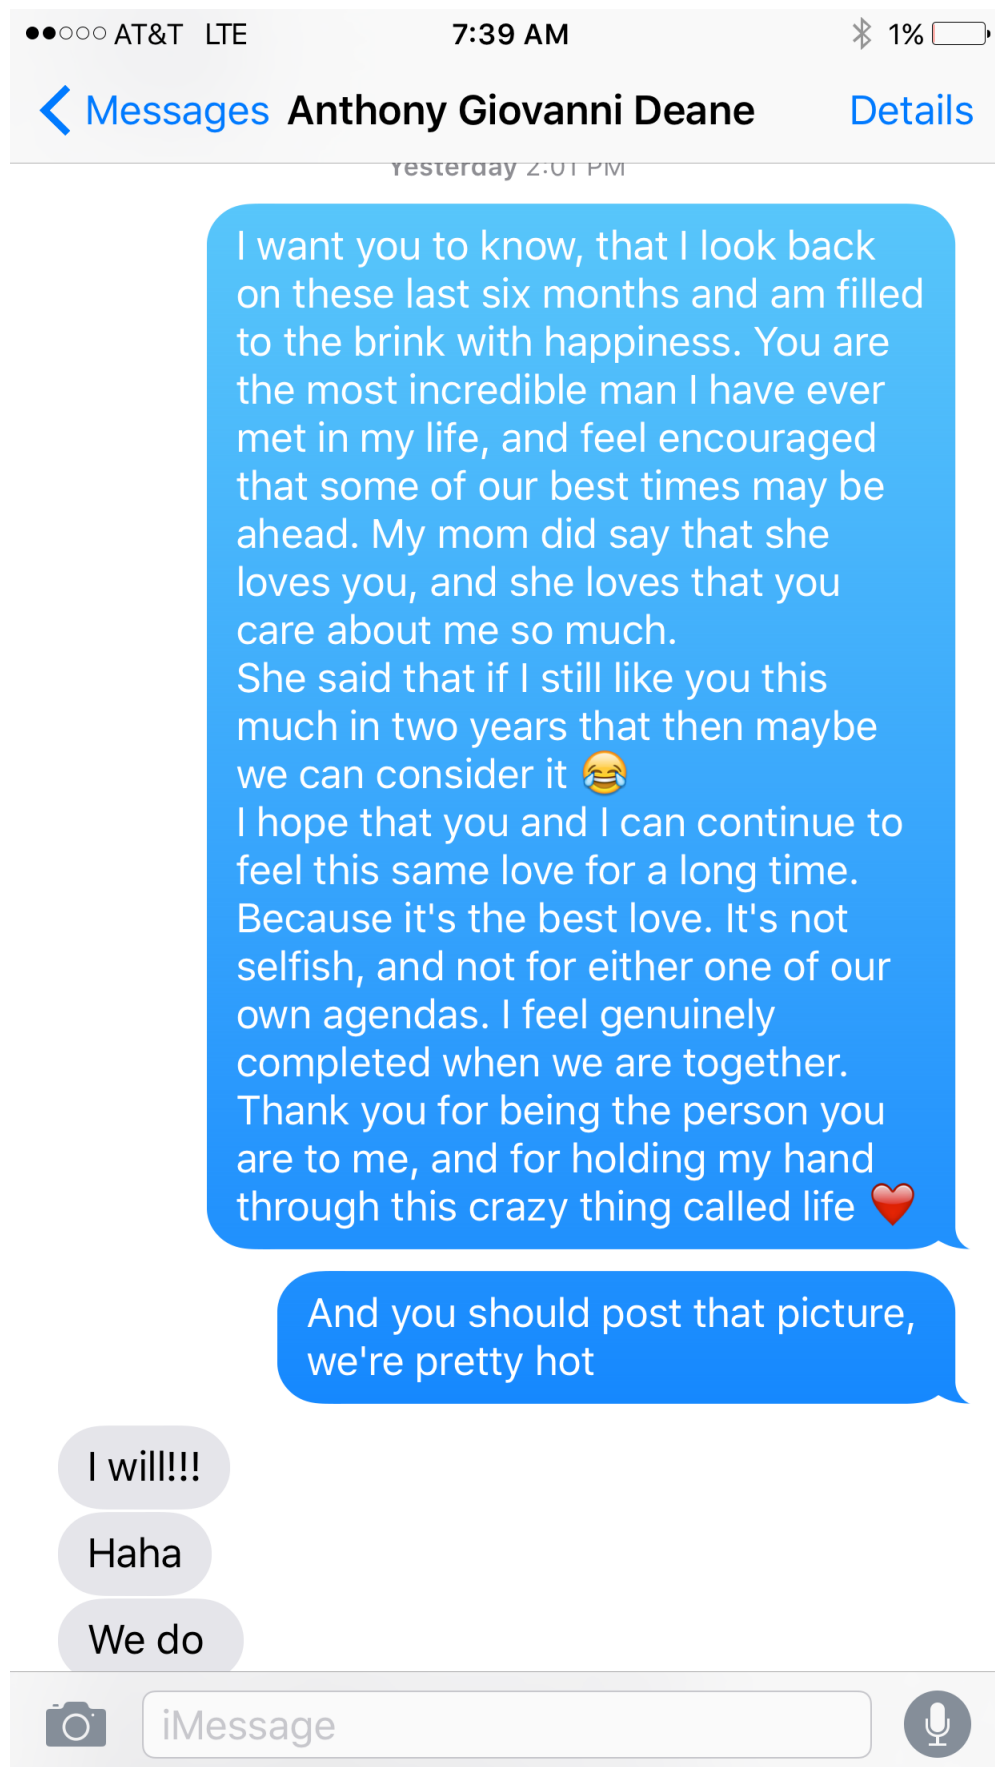 AT&T LTE 7:39 AM 1%
Messages Anthony Giovanni Deane Details
Yesterday 2:01 PM
I want you to know, that I look back
on these last six months and am filled
to the brink with happiness. You are
the most incredible man I have ever
met in my life, and feel encouraged
that some of our best times may be
ahead. My mom did say that she
loves you, and she loves that you
care about me so much.
She said that if I still like you this
much in two years that then maybe
we can consider it 😂
I hope that you and I can continue to
feel this same love for a long time.
Because it's the best love. It's not
selfish, and not for either one of our
own agendas. I feel genuinely
completed when we are together.
Thank you for being the person you
are to me, and for holding my hand
through this crazy thing called life ❤️
And you should post that picture,
we're pretty hot
I will!!!
Haha
We do
iMessage